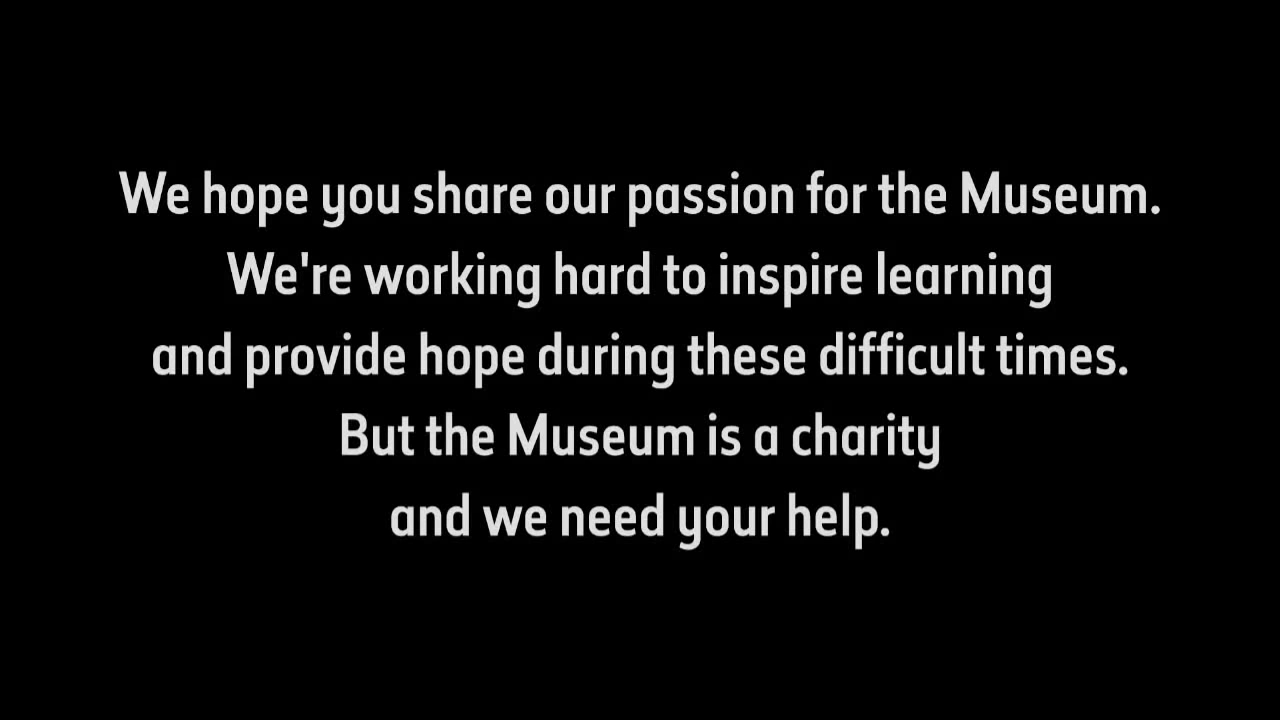 We hope you share our passion for the Museum.
We're working hard to inspire learning
and provide hope during these difficult times.
But the Museum is a charity
and we need your help.